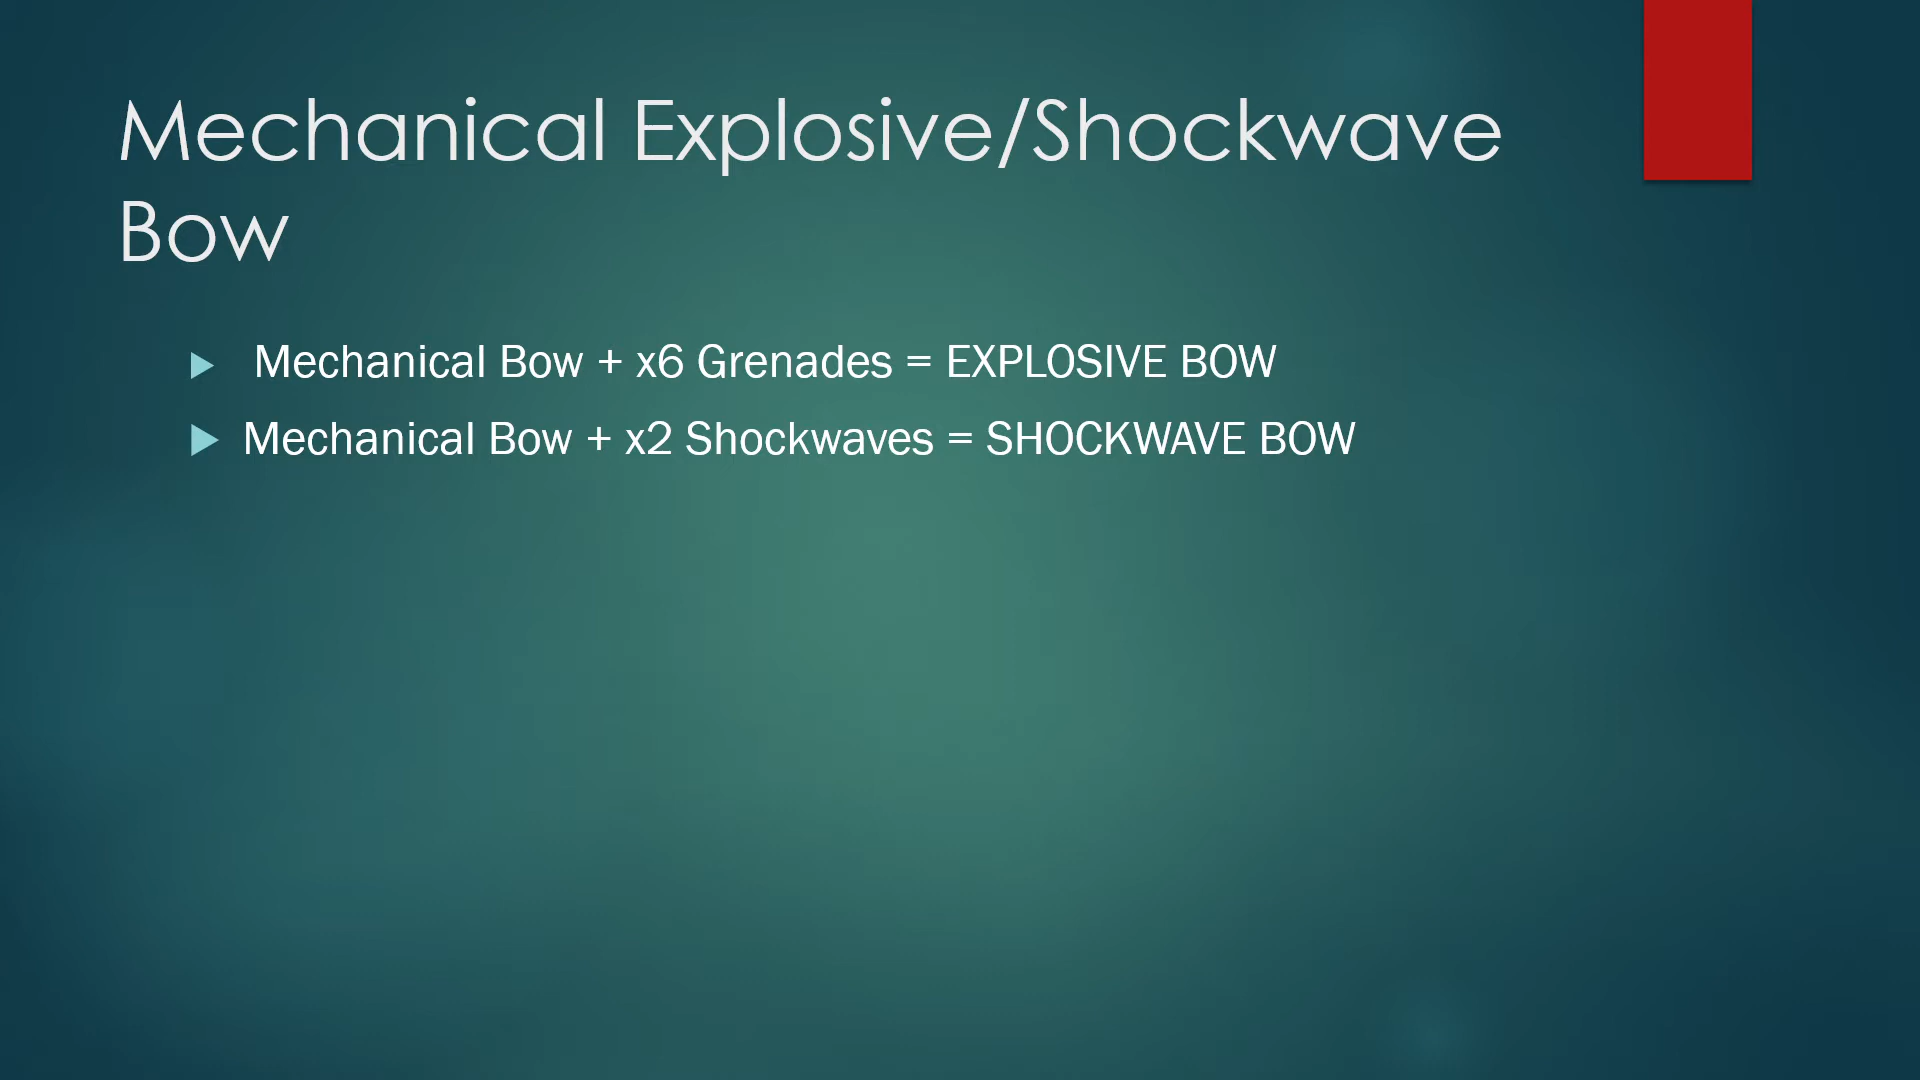 Mechanical Explosive/Shockwave
Bow
Mechanical Bow + x6 Grenades = EXPLOSIVE BOW
Mechanical Bow + x2 Shockwaves = SHOCKWAVE BOW